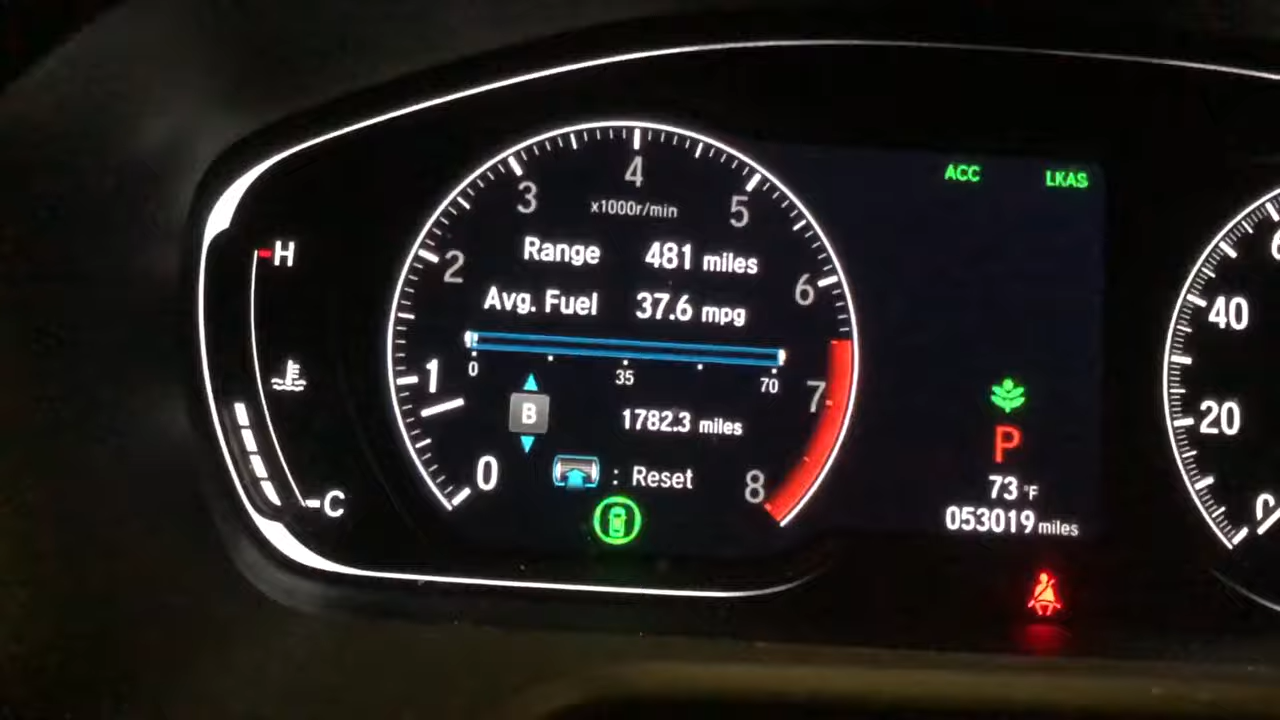 ACC LKAS
4
3 5
x1000r/min
Range 481 miles
2 6
H
Avg. Fuel 37.6 mpg
40
0 35 70
1 7
B 1782.3 miles
20
P
0 : Reset 8
73 °F
C
053019 miles
0